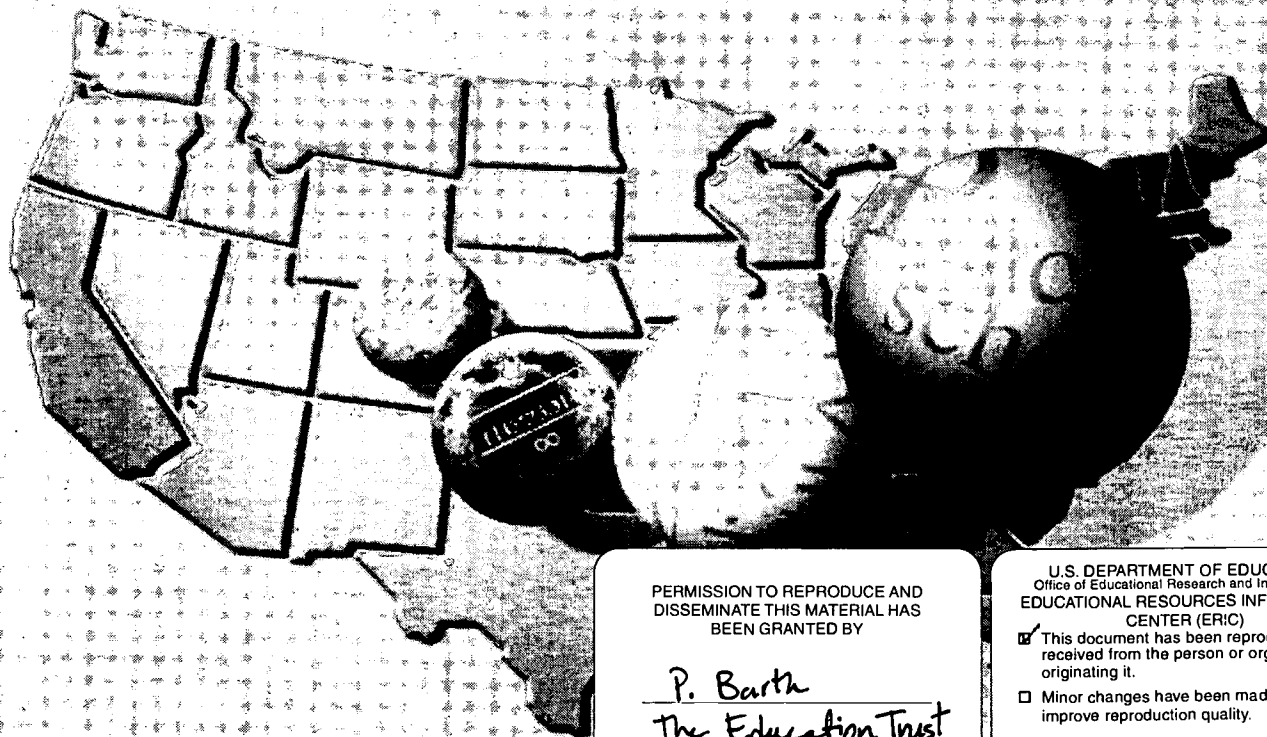 PERMISSION TO REPRODUCE AND
DISSEMINATE THIS MATERIAL HAS
BEEN GRANTED BY
P. Barth
The Education Trust
U.S. DEPARTMENT OF EDUC
Office of Educational Research and In
EDUCATIONAL RESOURCES INF
CENTER (ERIC)
This document has been repro
received from the person or org
originating it.
Minor changes have been mad
improve reproduction quality.